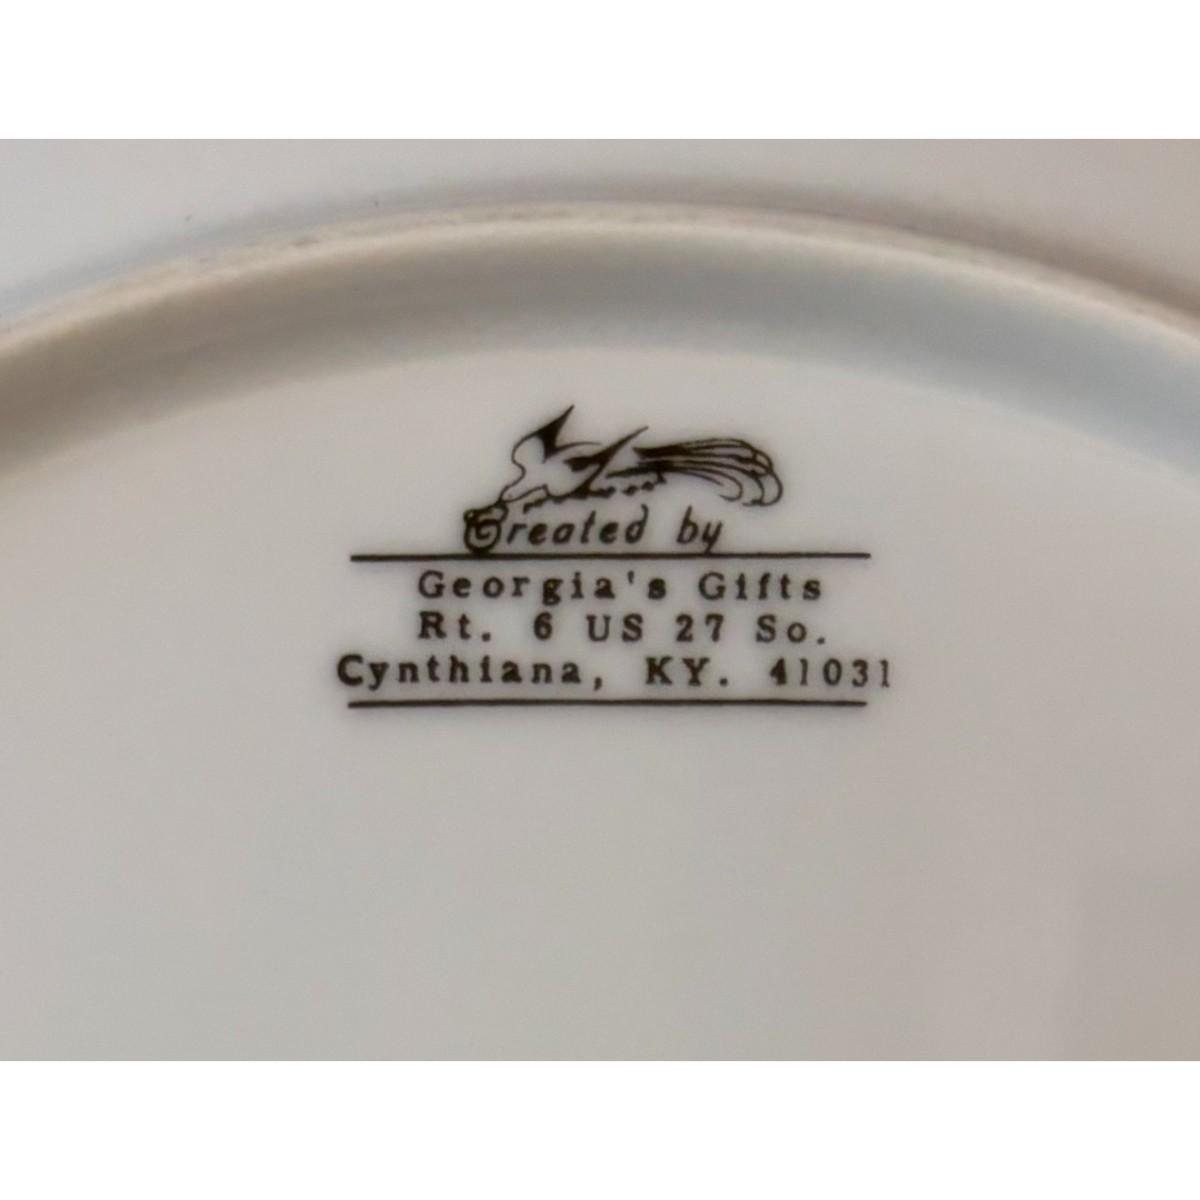 Created by
Georgia's Gifts
Rt. 6 US 27 So.
Cynthiana, KY. 41031